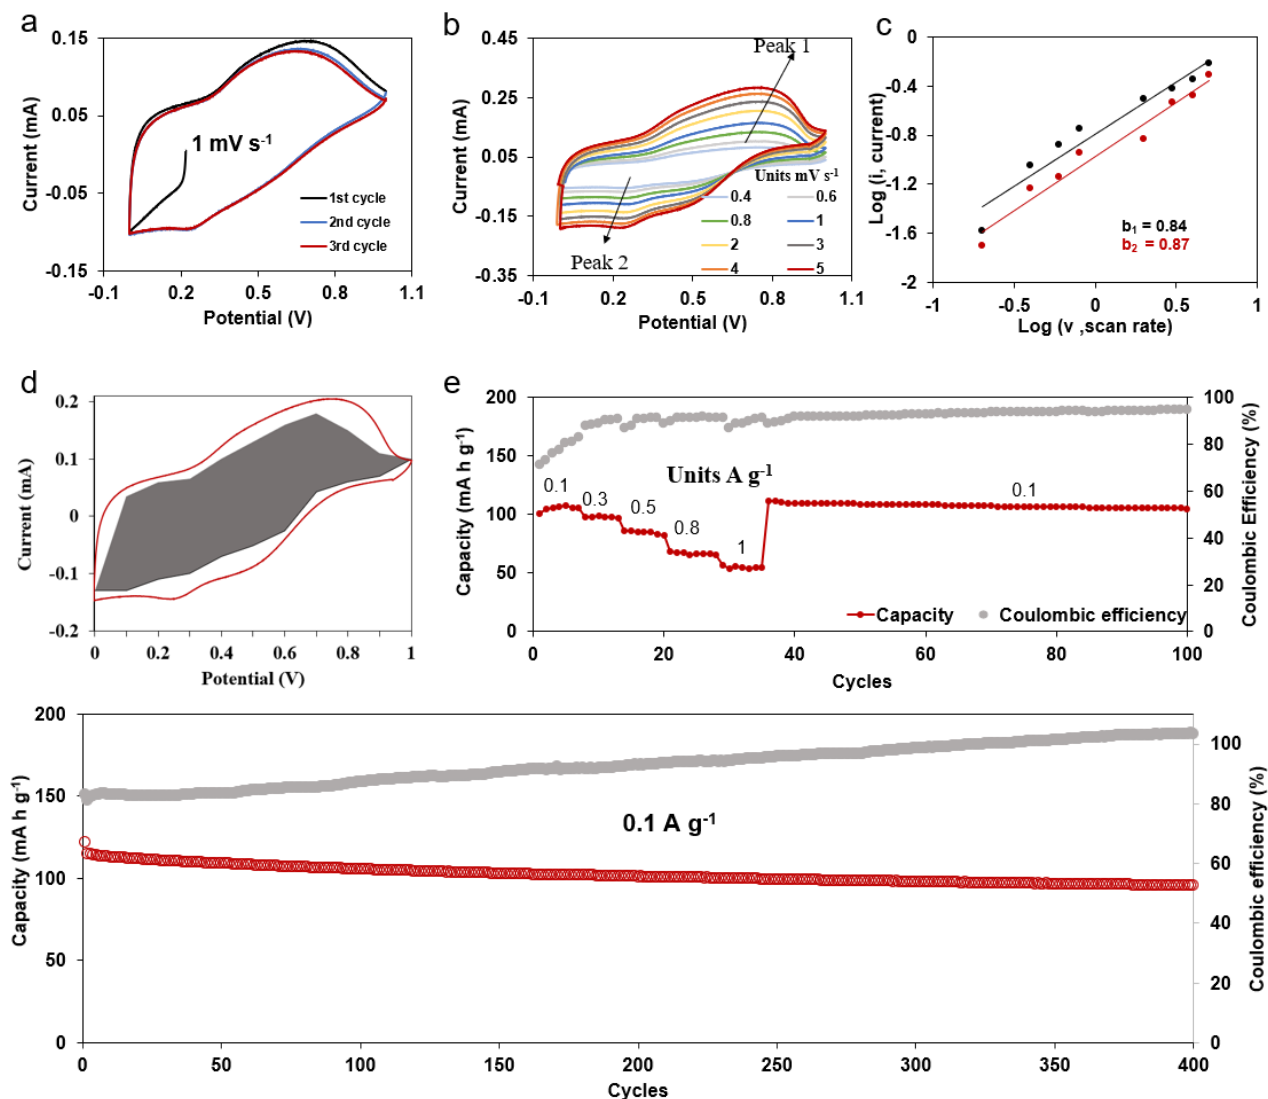 a
0.15
0.05
-0.05
-0.15
Current (mA)
1 mV s-1
1st cycle
2nd cycle
3rd cycle
-0.1
0.2
0.5
0.8
1.1
Potential (V)
b
0.45
0.25
0.05
-0.15
-0.35
Current (mA)
Peak 1
Peak 2
Units mV s-1
0.4
0.6
0.8
1
2
3
4
5
-0.1
0.2
0.5
0.8
1.1
Potential (V)
c
0
-0.4
-0.8
-1.2
-1.6
-2
Log (i, current)
b1 = 0.84
b2 = 0.87
-1
-0.5
0
0.5
1
Log (v ,scan rate)
d
0.2
0.1
0
-0.1
-0.2
Current (mA)
0
0.2
0.4
0.6
0.8
1
Potential (V)
e
200
150
100
50
0
Capacity (mA h g-1)
Units A g-1
0.1
0.3
0.5
0.8
1
0.1
Capacity
Coulombic efficiency
100
80
60
40
20
0
Coulombic Efficiency (%)
0
20
40
60
80
100
Cycles
200
150
100
50
0
Capacity (mA h g-1)
0.1 A g-1
100
80
60
40
20
0
Coulombic efficiency (%)
0
50
100
150
200
250
300
350
400
Cycles